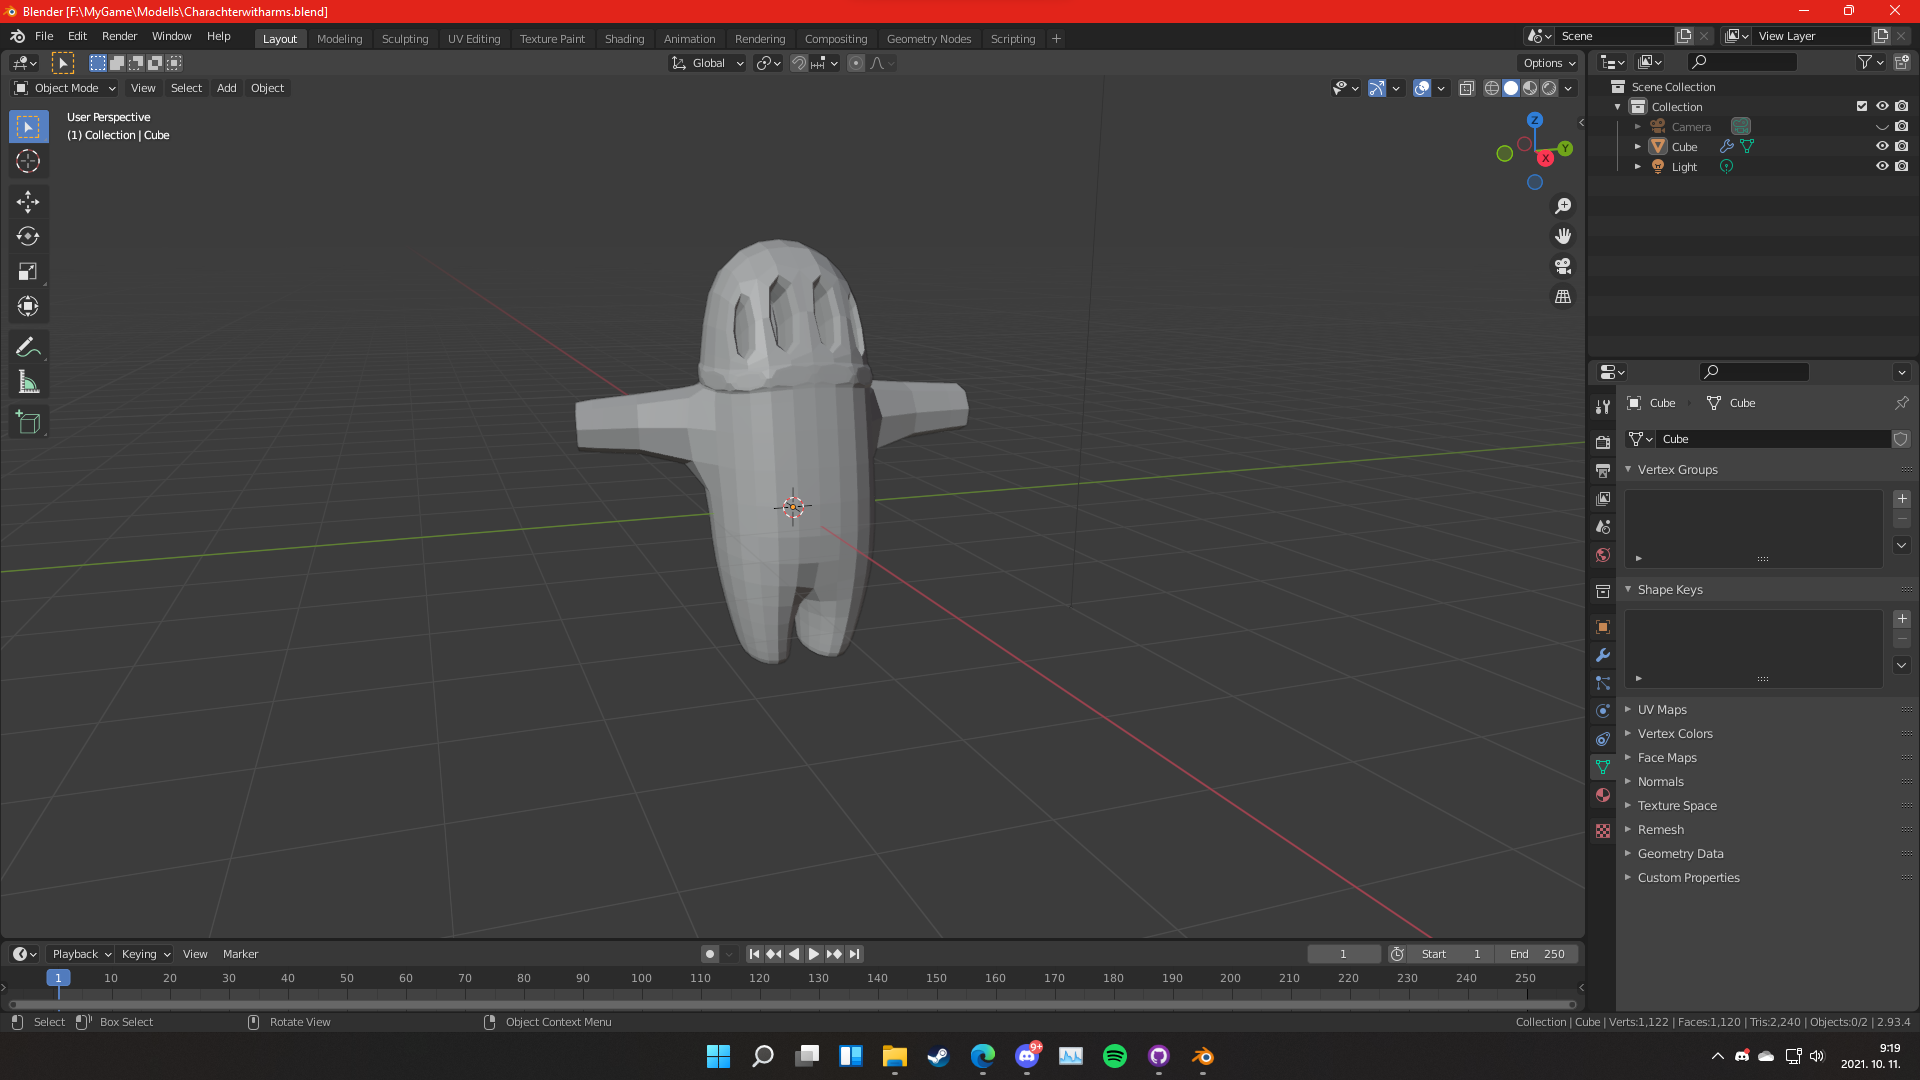 Blender [F:\MyGame\Modells\Charachterwitharms.blend]
File Edit Render Window Help
Layout Modeling Sculpting UV Editing Texture Paint Shading Animation Rendering Compositing Geometry Nodes Scripting +
Scene View Layer
Global Options
Object Mode View Select Add Object
User Perspective
(1) Collection | Cube
Z
Y
X
Scene Collection
Collection
Camera
Cube
Light
Cube Cube
Cube
Vertex Groups
Shape Keys
UV Maps
Vertex Colors
Face Maps
Normals
Texture Space
Remesh
Geometry Data
Custom Properties
Playback Keying View Marker
1 Start 1 End 250
1 10 20 30 40 50 60 70 80 90 100 110 120 130 140 150 160 170 180 190 200 210 220 230 240 250
Select Box Select Rotate View Object Context Menu
Collection | Cube | Verts:1,122 | Faces:1,120 | Tris:2,240 | Objects:0/2 | 2.93.4
9+
9:19
2021. 10. 11.